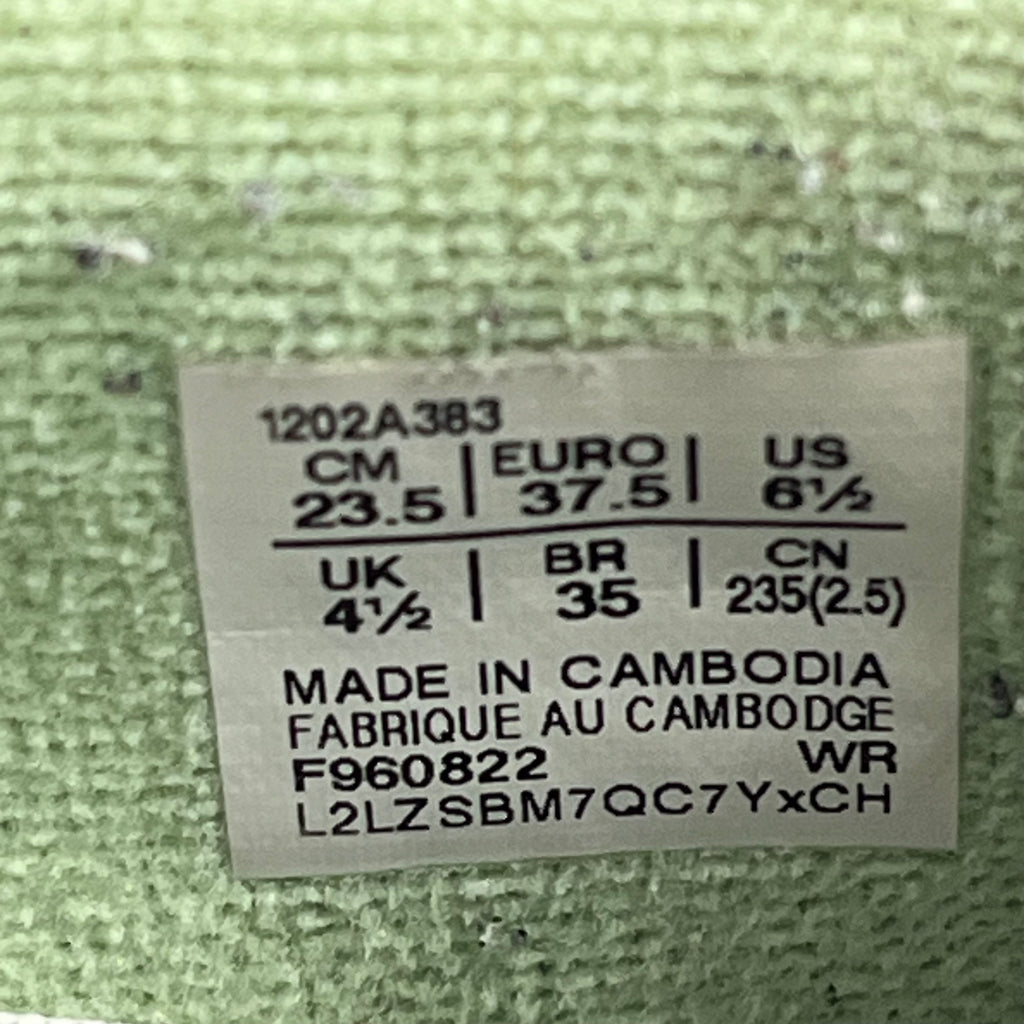 1202A383
CM | EURO | US
23.5 | 37.5 | 6½
UK | BR | CN
4½ | 35 | 235(2.5)
MADE IN CAMBODIA
FABRIQUE AU CAMBODGE
F960822 WR
L2LZSBM7QC7YxCH